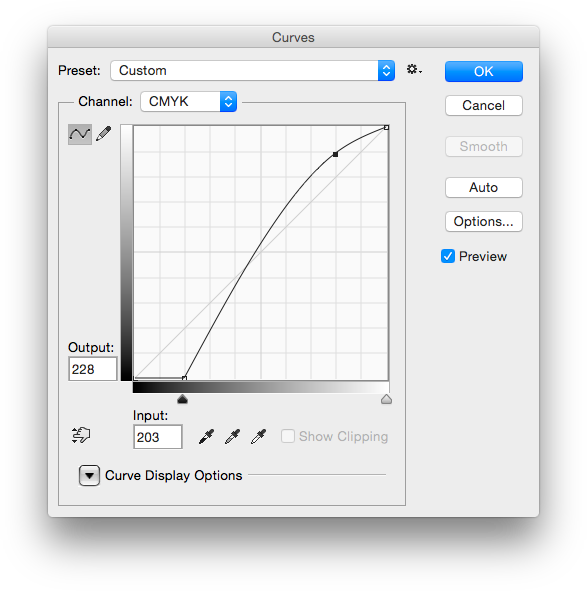 Curves
Preset: Custom
OK
Channel: CMYK
Cancel
Smooth
Auto
Options...
Preview
Output:
228
Input:
203
Show Clipping
Curve Display Options